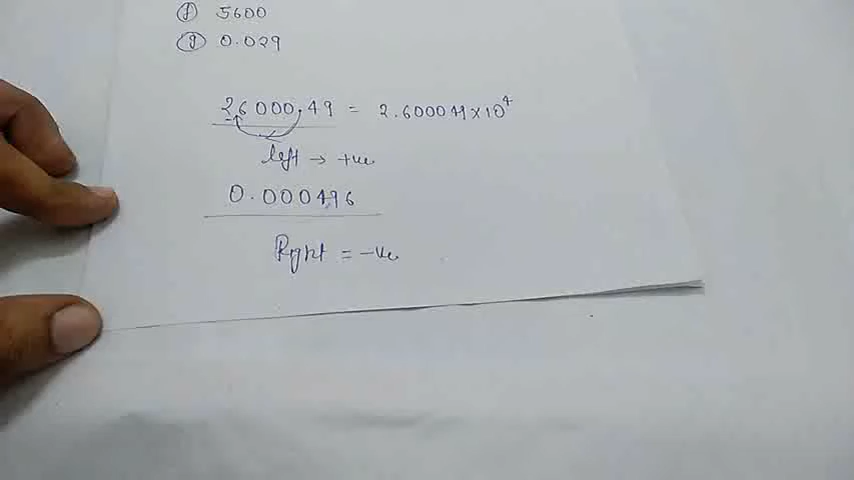 (f) 5600
(g) 0.029
26000.49 = 2.600049 × 10⁴
left → +ve
0.000496
Right = -ve